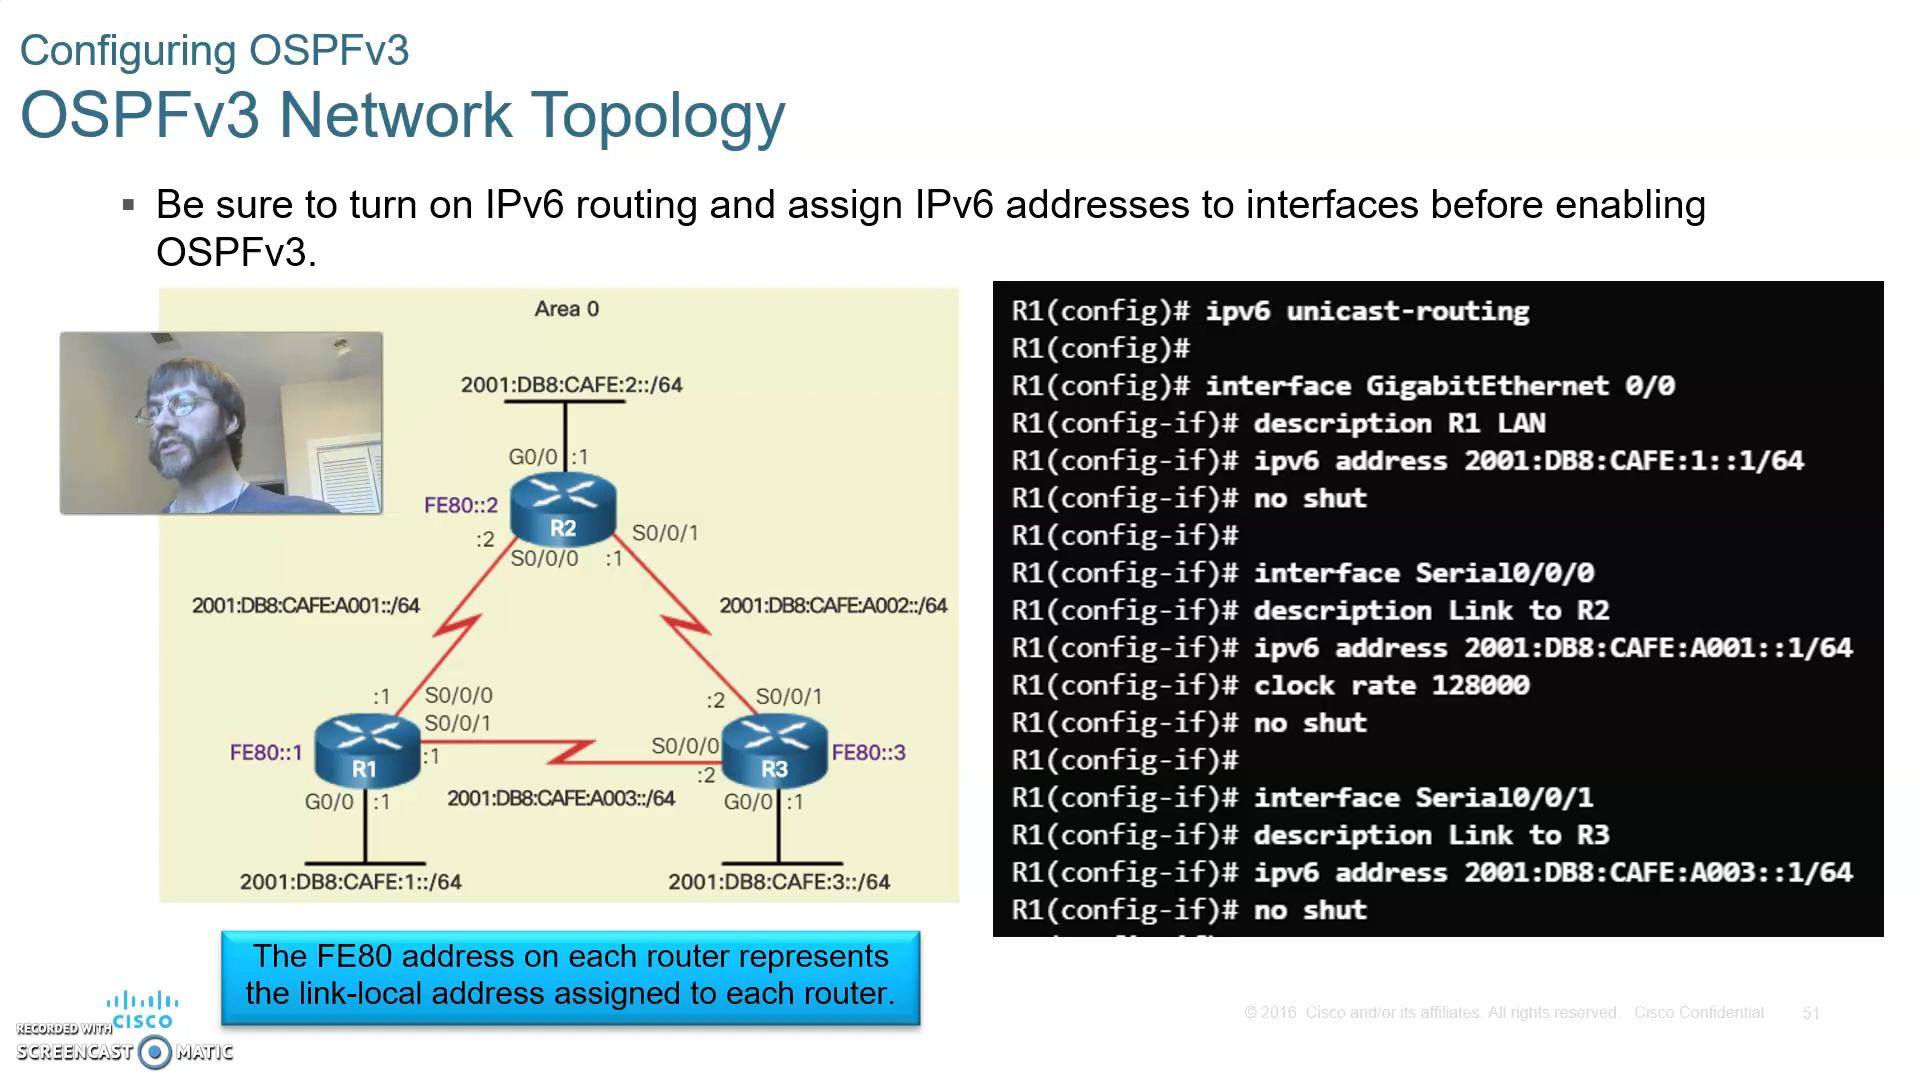 Configuring OSPFv3
OSPFv3 Network Topology
▪ Be sure to turn on IPv6 routing and assign IPv6 addresses to interfaces before enabling
OSPFv3.
Area 0
2001:DB8:CAFE:2::/64
G0/0 :1
FE80::2
R2
:2
S0/0/0
:1
S0/0/1
2001:DB8:CAFE:A001::/64
2001:DB8:CAFE:A002::/64
:1 S0/0/0
S0/0/1
:2 S0/0/1
FE80::1
R1
:1
S0/0/0
:2
R3
FE80::3
G0/0 :1
2001:DB8:CAFE:A003::/64
G0/0 :1
2001:DB8:CAFE:1::/64
2001:DB8:CAFE:3::/64
The FE80 address on each router represents
the link-local address assigned to each router.
R1(config)# ipv6 unicast-routing
R1(config)#
R1(config)# interface GigabitEthernet 0/0
R1(config-if)# description R1 LAN
R1(config-if)# ipv6 address 2001:DB8:CAFE:1::1/64
R1(config-if)# no shut
R1(config-if)#
R1(config-if)# interface Serial0/0/0
R1(config-if)# description Link to R2
R1(config-if)# ipv6 address 2001:DB8:CAFE:A001::1/64
R1(config-if)# clock rate 128000
R1(config-if)# no shut
R1(config-if)#
R1(config-if)# interface Serial0/0/1
R1(config-if)# description Link to R3
R1(config-if)# ipv6 address 2001:DB8:CAFE:A003::1/64
R1(config-if)# no shut
CISCO
RECORDED WITH
SCREENCAST MATIC
© 2016 Cisco and/or its affiliates. All rights reserved. Cisco Confidential 51